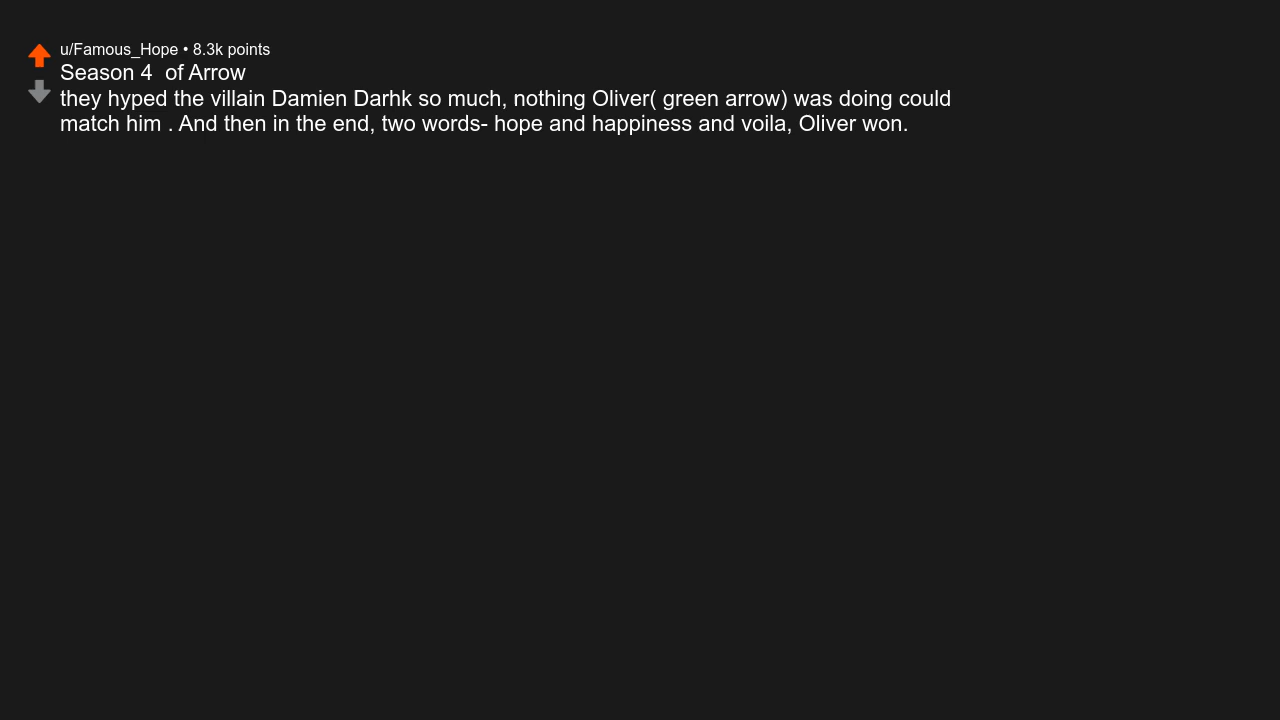 u/Famous_Hope • 8.3k points
Season 4  of Arrow
they hyped the villain Damien Darhk so much, nothing Oliver( green arrow) was doing could
match him . And then in the end, two words- hope and happiness and voila, Oliver won.